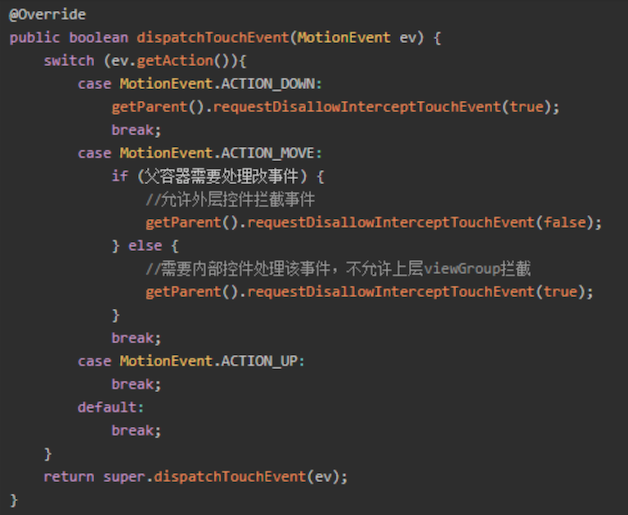 @Override
public boolean dispatchTouchEvent(MotionEvent ev) {
    switch (ev.getAction()){
        case MotionEvent.ACTION_DOWN:
            getParent().requestDisallowInterceptTouchEvent(true);
            break;
        case MotionEvent.ACTION_MOVE:
            if (父容器需要处理改事件) {
                //允许外层控件拦截事件
                getParent().requestDisallowInterceptTouchEvent(false);
            } else {
                //需要内部控件处理该事件，不允许上层viewGroup拦截
                getParent().requestDisallowInterceptTouchEvent(true);
            }
            break;
        case MotionEvent.ACTION_UP:
            break;
        default:
            break;
    }
    return super.dispatchTouchEvent(ev);
}